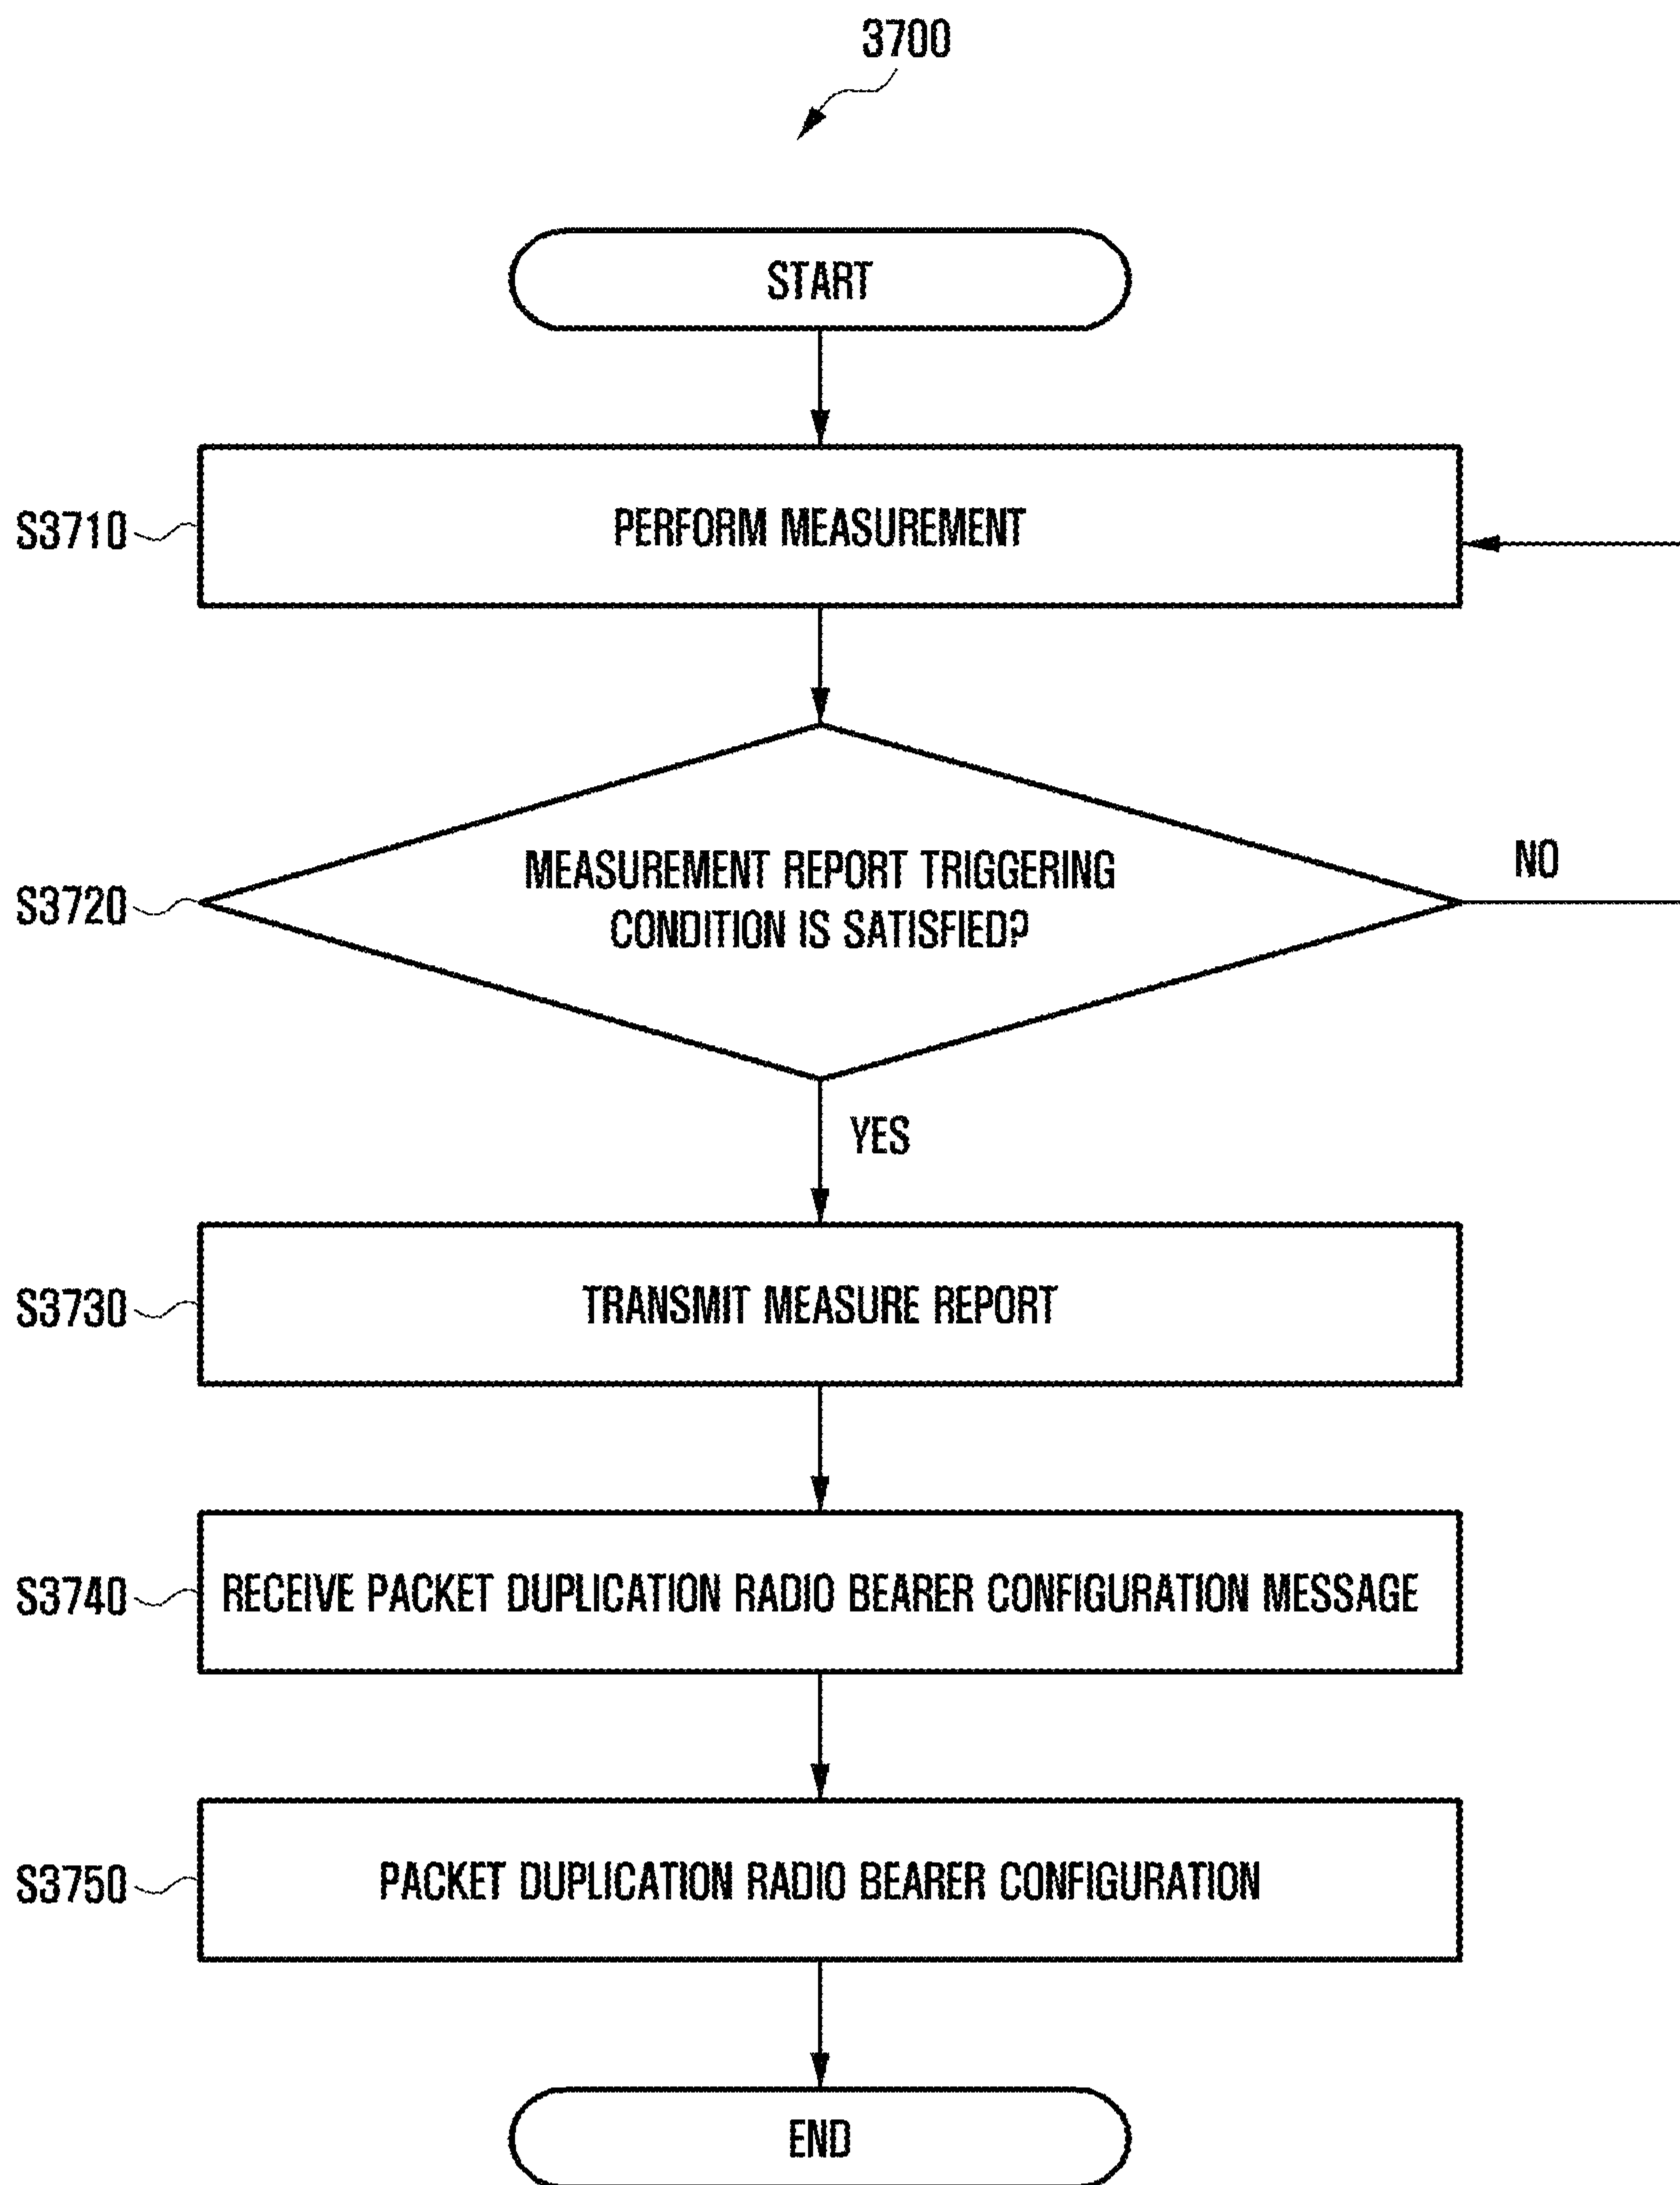 3700
START
S3710
PERFORM MEASUREMENT
S3720
MEASUREMENT REPORT TRIGGERING
CONDITION IS SATISFIED?
NO
YES
S3730
TRANSMIT MEASURE REPORT
S3740
RECEIVE PACKET DUPLICATION RADIO BEARER CONFIGURATION MESSAGE
S3750
PACKET DUPLICATION RADIO BEARER CONFIGURATION
END